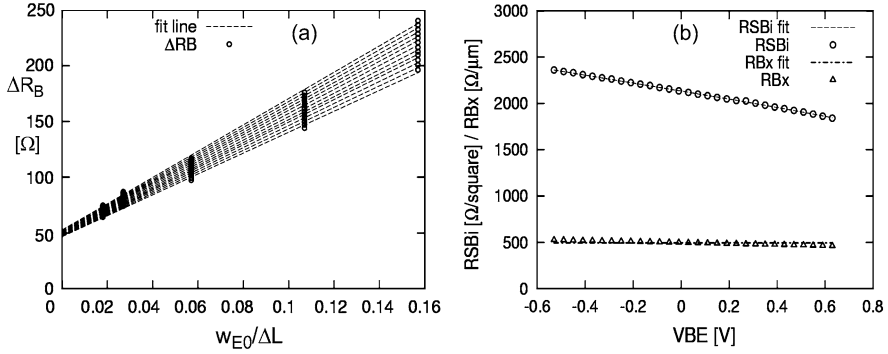 250
200
150
100
50
0
ΔR_B
[Ω]
fit line
ΔRB
(a)
0 0.02 0.04 0.06 0.08 0.1 0.12 0.14 0.16
w_E0/ΔL
3000
2500
2000
1500
1000
500
0
RSBi [Ω/square] / RBx [Ω/μm]
(b)
RSBi fit
RSBi
RBx fit
RBx
-0.6 -0.4 -0.2 0 0.2 0.4 0.6 0.8
VBE [V]